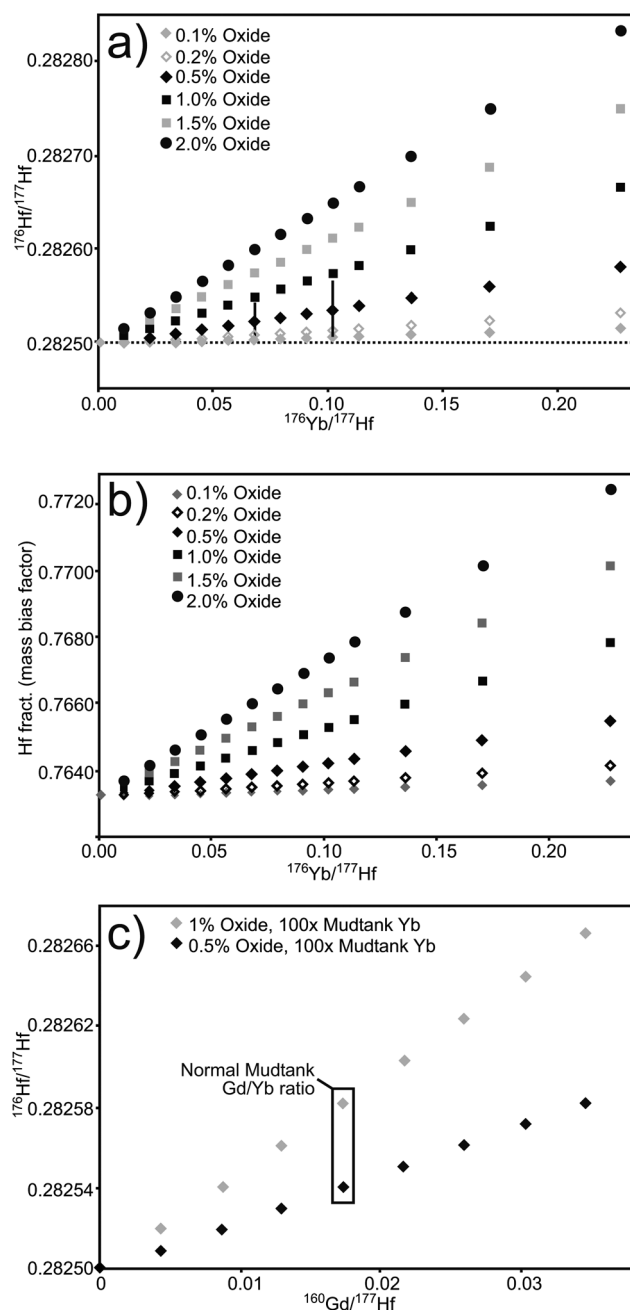 a)
0.1% Oxide
0.2% Oxide
0.5% Oxide
1.0% Oxide
1.5% Oxide
2.0% Oxide
0.28280
0.28270
0.28260
0.28250
¹⁷⁶Hf/¹⁷⁷Hf
0.00 0.05 0.10 0.15 0.20
¹⁷⁶Yb/¹⁷⁷Hf
b)
0.1% Oxide
0.2% Oxide
0.5% Oxide
1.0% Oxide
1.5% Oxide
2.0% Oxide
0.7720
0.7700
0.7680
0.7660
0.7640
Hf fract. (mass bias factor)
0.00 0.05 0.10 0.15 0.20
¹⁷⁶Yb/¹⁷⁷Hf
c)
1% Oxide, 100x Mudtank Yb
0.5% Oxide, 100x Mudtank Yb
0.28266
0.28262
0.28258
0.28254
0.28250
¹⁷⁶Hf/¹⁷⁷Hf
Normal Mudtank
Gd/Yb ratio
0 0.01 0.02 0.03
¹⁶⁰Gd/¹⁷⁷Hf